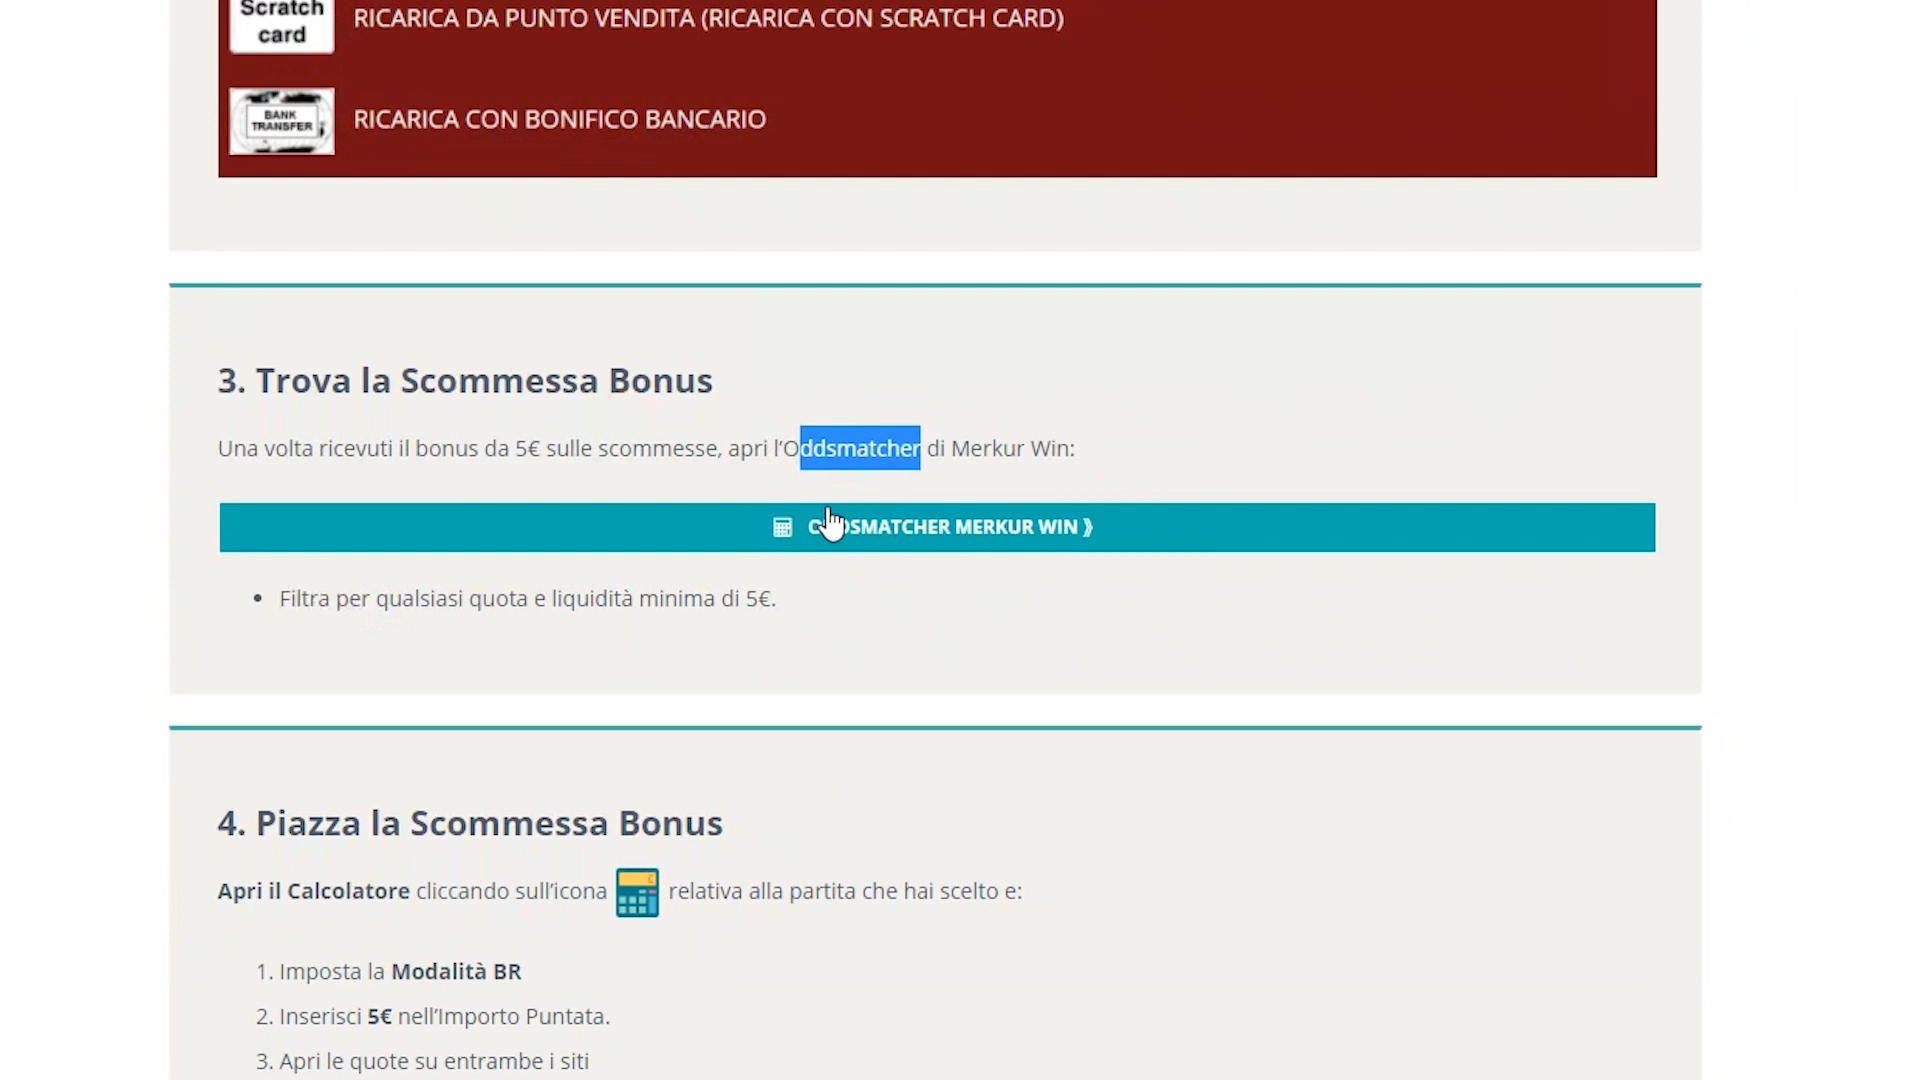 Scratch
card
RICARICA DA PUNTO VENDITA (RICARICA CON SCRATCH CARD)
BANK
TRANSFER
RICARICA CON BONIFICO BANCARIO
3. Trova la Scommessa Bonus
Una volta ricevuti il bonus da 5€ sulle scommesse, apri l’Oddsmatcher di Merkur Win:
ODDSMATCHER MERKUR WIN ⟫
• Filtra per qualsiasi quota e liquidità minima di 5€.
4. Piazza la Scommessa Bonus
Apri il Calcolatore cliccando sull’icona relativa alla partita che hai scelto e:
1. Imposta la Modalità BR
2. Inserisci 5€ nell’Importo Puntata.
3. Apri le quote su entrambe i siti